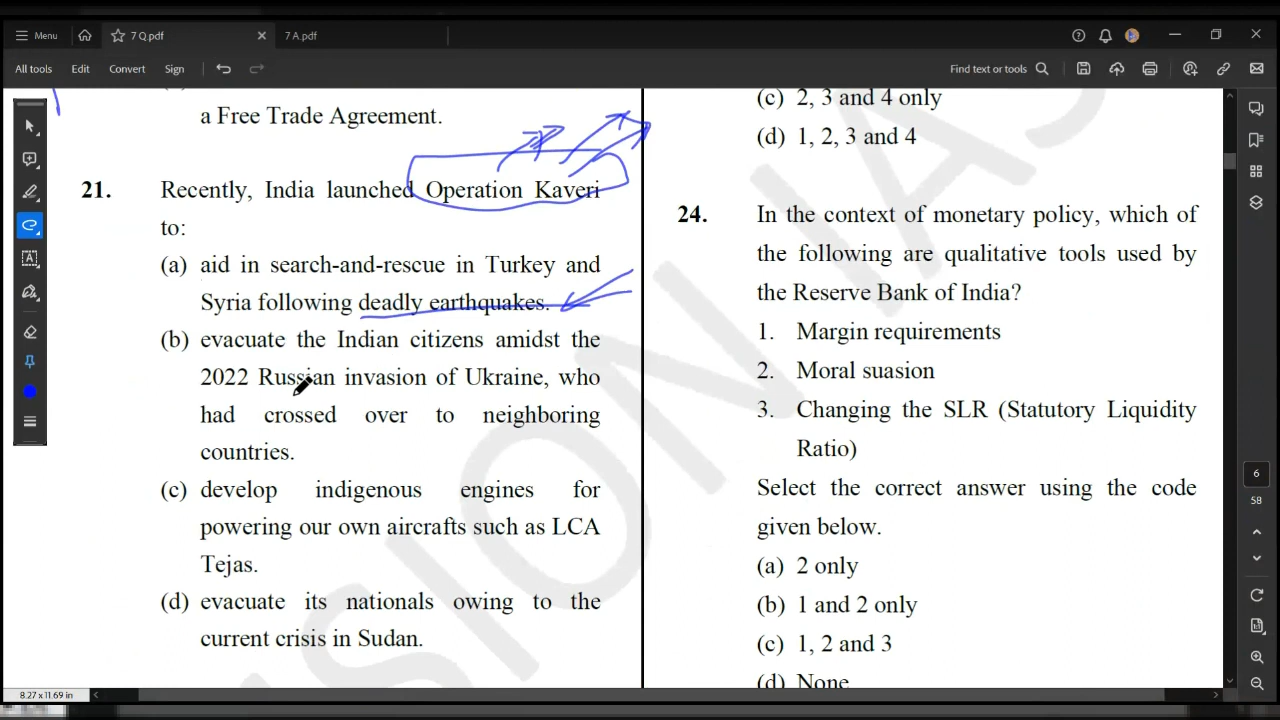 Menu
7 Q.pdf
7 A.pdf
All tools
Edit
Convert
Sign
Find text or tools
a Free Trade Agreement.
21. Recently, India launched Operation Kaveri
to:
(a) aid in search-and-rescue in Turkey and
Syria following deadly earthquakes.
(b) evacuate the Indian citizens amidst the
2022 Russian invasion of Ukraine, who
had crossed over to neighboring
countries.
(c) develop indigenous engines for
powering our own aircrafts such as LCA
Tejas.
(d) evacuate its nationals owing to the
current crisis in Sudan.
(c) 2, 3 and 4 only
(d) 1, 2, 3 and 4
24. In the context of monetary policy, which of
the following are qualitative tools used by
the Reserve Bank of India?
1. Margin requirements
2. Moral suasion
3. Changing the SLR (Statutory Liquidity
Ratio)
Select the correct answer using the code
given below.
(a) 2 only
(b) 1 and 2 only
(c) 1, 2 and 3
(d) None
6
58
8.27 x 11.69 in